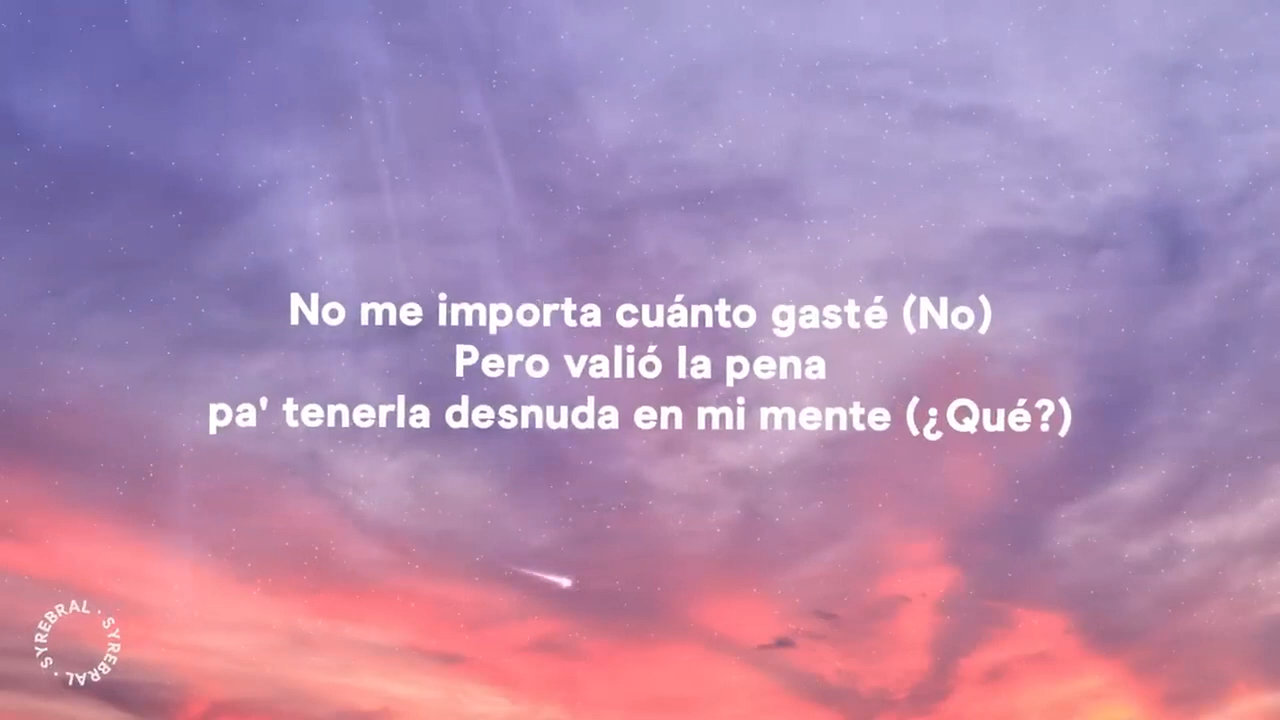 No me importa cuánto gasté (No)
Pero valió la pena
pa' tenerla desnuda en mi mente (¿Qué?)
SYREBRAL · SYREBRAL ·